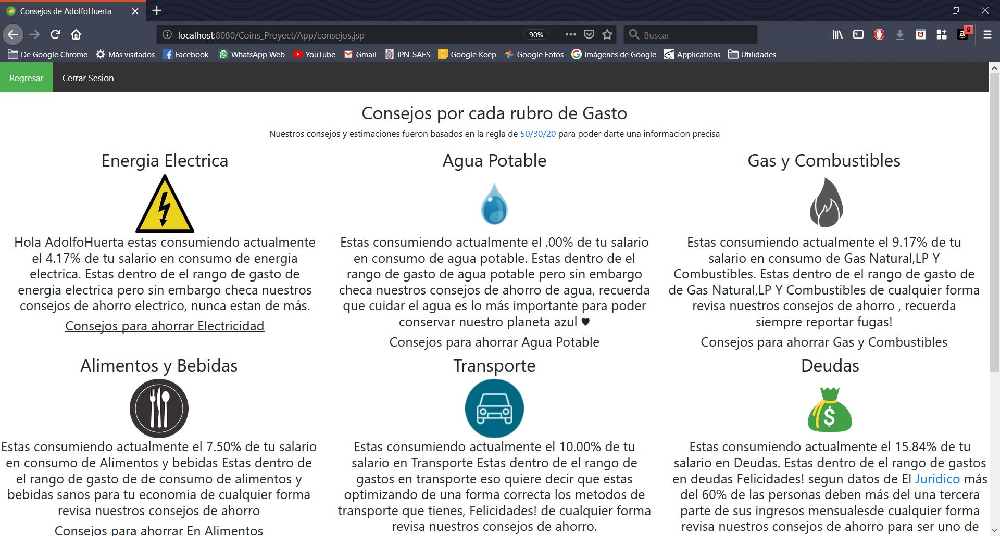 Consejos de AdolfoHuerta
localhost:8080/Coins_Proyect/App/consejos.jsp
90%
Buscar
9
De Google Chrome
Más visitados
Facebook
WhatsApp Web
YouTube
Gmail
IPN-SAES
Google Keep
Google Fotos
Imágenes de Google
Applications
Utilidades
Regresar
Cerrar Sesion
Consejos por cada rubro de Gasto
Nuestros consejos y estimaciones fueron basados en la regla de 50/30/20 para poder darte una informacion precisa
Energia Electrica
Hola AdolfoHuerta estas consumiendo actualmente
el 4.17% de tu salario en consumo de energia
electrica. Estas dentro de el rango de gasto de
energia electrica pero sin embargo checa nuestros
consejos de ahorro electrico, nunca estan de más.
Consejos para ahorrar Electricidad
Agua Potable
Estas consumiendo actualmente el .00% de tu salario
en consumo de agua potable. Estas dentro de el
rango de gasto de agua potable pero sin embargo
checa nuestros consejos de ahorro de agua, recuerda
que cuidar el agua es lo más importante para poder
conservar nuestro planeta azul ♥
Consejos para ahorrar Agua Potable
Gas y Combustibles
Estas consumiendo actualmente el 9.17% de tu
salario en consumo de Gas Natural,LP Y
Combustibles. Estas dentro de el rango de gasto de
de Gas Natural,LP Y Combustibles de cualquier forma
revisa nuestros consejos de ahorro , recuerda
siempre reportar fugas!
Consejos para ahorrar Gas y Combustibles
Alimentos y Bebidas
Estas consumiendo actualmente el 7.50% de tu salario
en consumo de Alimentos y bebidas Estas dentro de
el rango de gasto de de consumo de alimentos y
bebidas sanos para tu economia de cualquier forma
revisa nuestros consejos de ahorro
Consejos para ahorrar En Alimentos
Transporte
Estas consumiendo actualmente el 10.00% de tu
salario en Transporte Estas dentro de el rango de
gastos en transporte eso quiere decir que estas
optimizando de una forma correcta los metodos de
transporte que tienes, Felicidades! de cualquier forma
revisa nuestros consejos de ahorro.
Deudas
$
Estas consumiendo actualmente el 15.84% de tu
salario en Deudas. Estas dentro de el rango de gastos
en deudas Felicidades! segun datos de El Juridico más
del 60% de las personas deben más del una tercera
parte de sus ingresos mensualesde cualquier forma
revisa nuestros consejos de ahorro para ser uno de